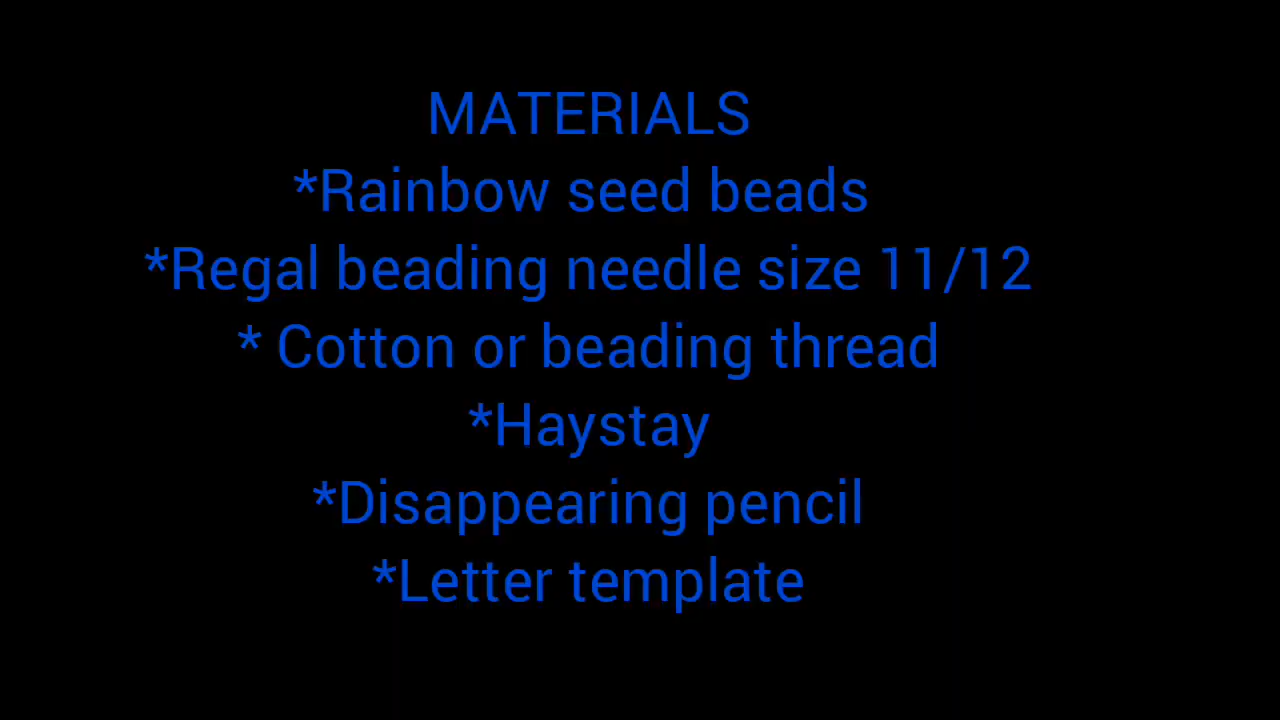 MATERIALS
*Rainbow seed beads
*Regal beading needle size 11/12
* Cotton or beading thread
*Haystay
*Disappearing pencil
*Letter template